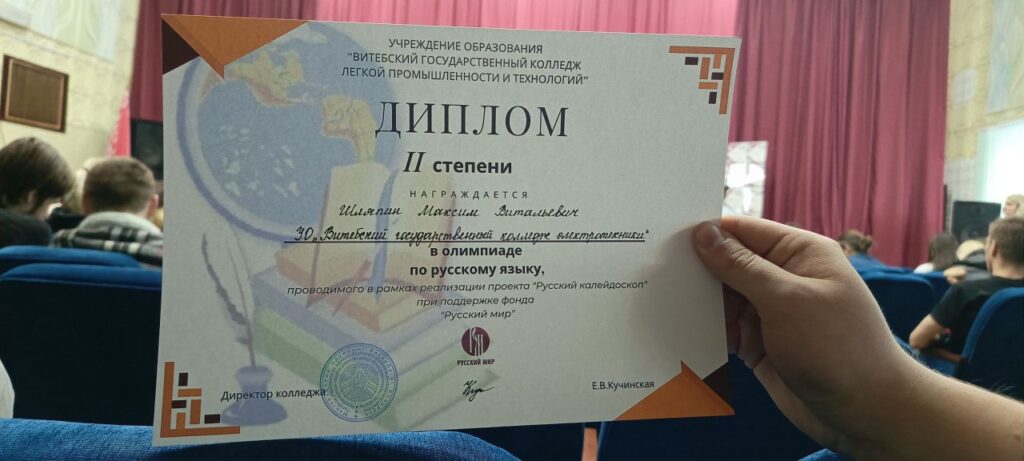 УЧРЕЖДЕНИЕ ОБРАЗОВАНИЯ
“ВИТЕБСКИЙ ГОСУДАРСТВЕННЫЙ КОЛЛЕДЖ
ЛЕГКОЙ ПРОМЫШЛЕННОСТИ И ТЕХНОЛОГИЙ”
ДИПЛОМ
II степени
НАГРАЖДАЕТСЯ
Шляпин Максим Витальевич
УО „Витебский государственный колледж электротехники“
в олимпиаде
по русскому языку,
проводимого в рамках реализации проекта "Русский калейдоскоп"
при поддержке фонда
"Русский мир"
РУССКИЙ МИР
Директор колледжа
Е.В.Кучинская